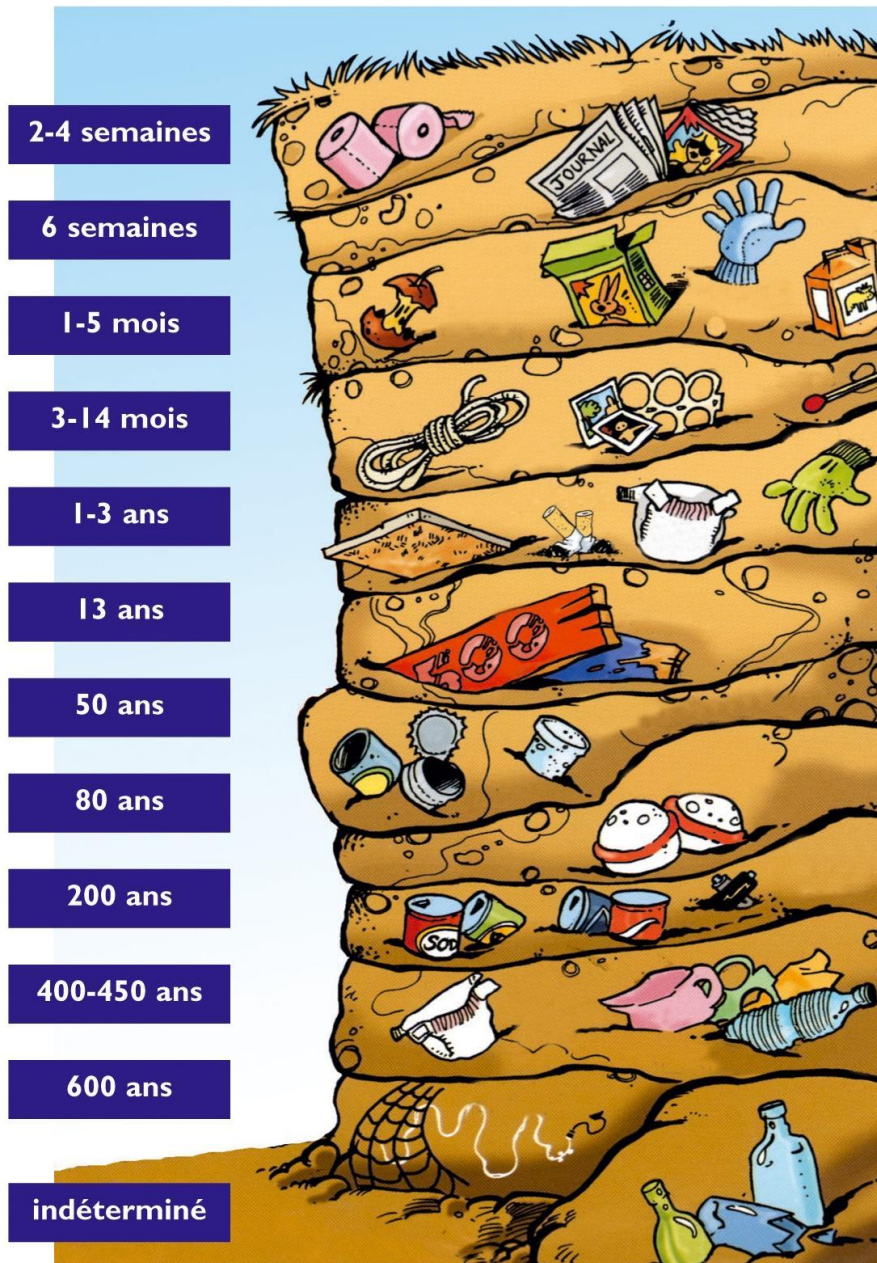 2-4 semaines
JOURNAL
6 semaines
1-5 mois
3-14 mois
1-3 ans
13 ans
50 ans
80 ans
200 ans
SOD
400-450 ans
600 ans
indéterminé